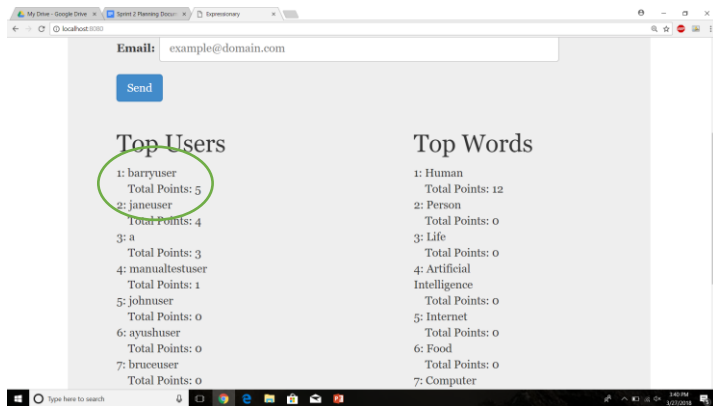 My Drive - Google Drive
Sprint 2 Planning Docum
Expressionary
localhost:8080
Email: example@domain.com
Send
Top Users
1: barryuser
Total Points: 5
2: janeuser
Total Points: 4
3: a
Total Points: 3
4: manualtestuser
Total Points: 1
5: johnuser
Total Points: 0
6: ayushuser
Total Points: 0
7: bruceuser
Total Points: 0
Top Words
1: Human
Total Points: 12
2: Person
Total Points: 0
3: Life
Total Points: 0
4: Artificial
Intelligence
Total Points: 0
5: Internet
Total Points: 0
6: Food
Total Points: 0
7: Computer
Type here to search
3:40 PM
3/27/2018